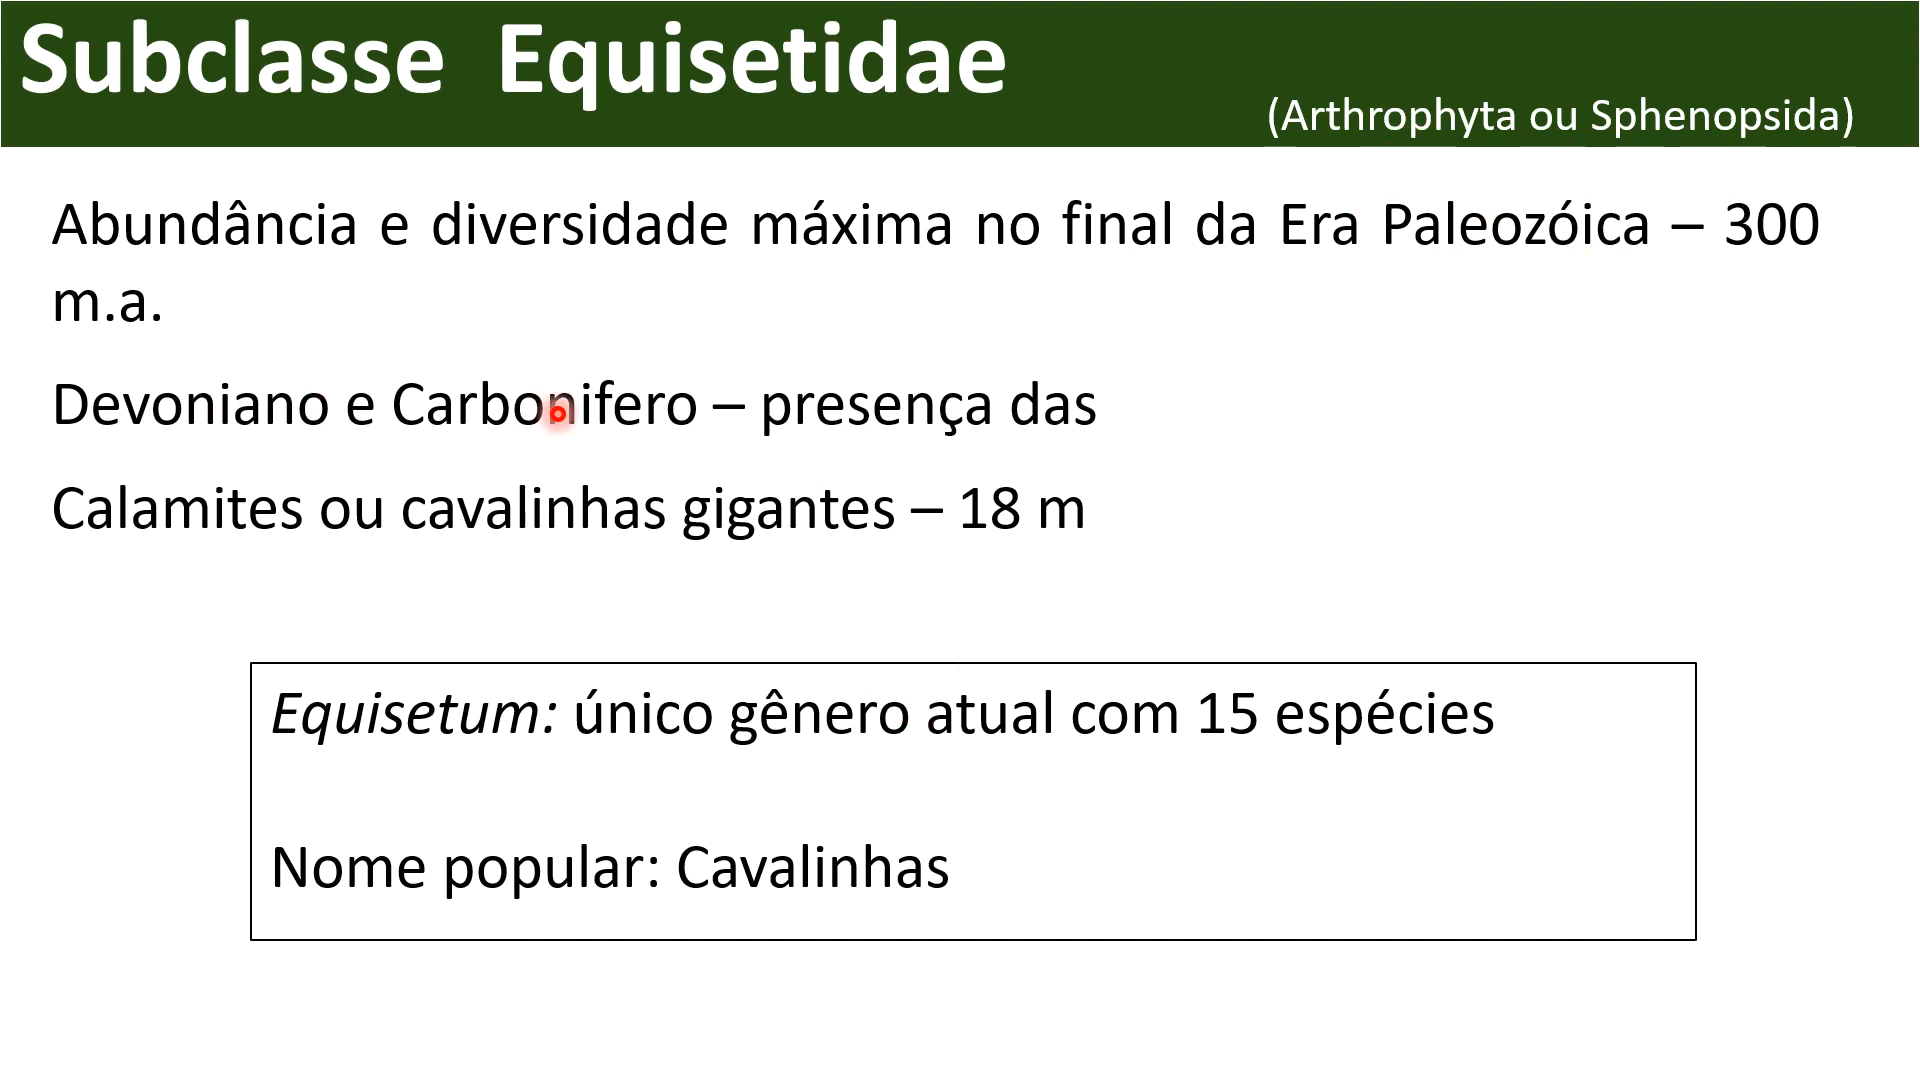 Subclasse Equisetidae
(Arthrophyta ou Sphenopsida)
Abundância e diversidade máxima no final da Era Paleozóica – 300
m.a.
Devoniano e Carbonifero – presença das
Calamites ou cavalinhas gigantes – 18 m
Equisetum: único gênero atual com 15 espécies
Nome popular: Cavalinhas